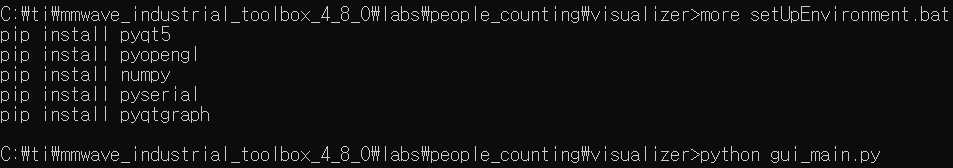 C:₩ti₩mmwave_industrial_toolbox_4_8_0₩labs₩people_counting₩visualizer>more setUpEnvironment.bat
pip install pyqt5
pip install pyopengl
pip install numpy
pip install pyserial
pip install pyqtgraph
C:₩ti₩mmwave_industrial_toolbox_4_8_0₩labs₩people_counting₩visualizer>python gui_main.py